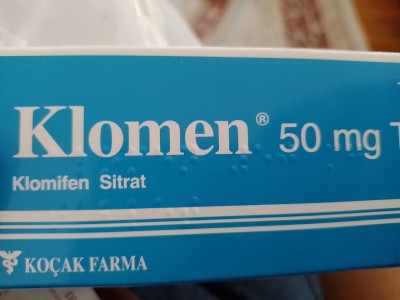 Klomen® 50 mg T
Klomifen Sitrat
KOÇAK FARMA